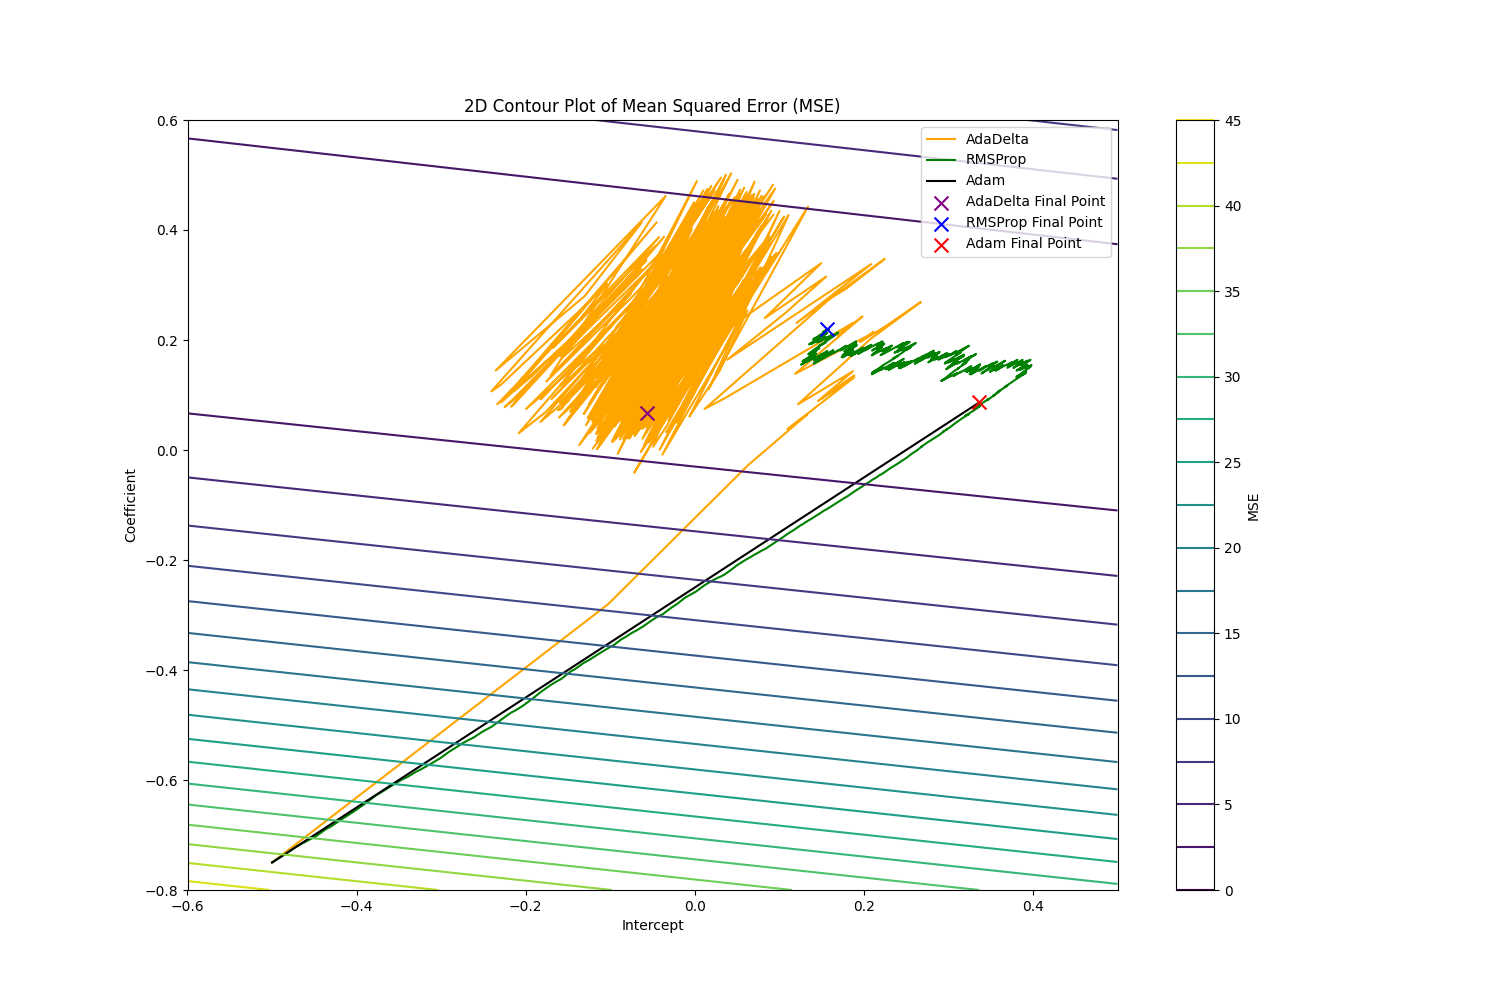 2D Contour Plot of Mean Squared Error (MSE)
AdaDelta
RMSProp
Adam
AdaDelta Final Point
RMSProp Final Point
Adam Final Point
0.6
0.4
0.2
0.0
−0.2
−0.4
−0.6
−0.8
Coefficient
−0.6
−0.4
−0.2
0.0
0.2
0.4
Intercept
45
40
35
30
25
20
15
10
5
0
MSE